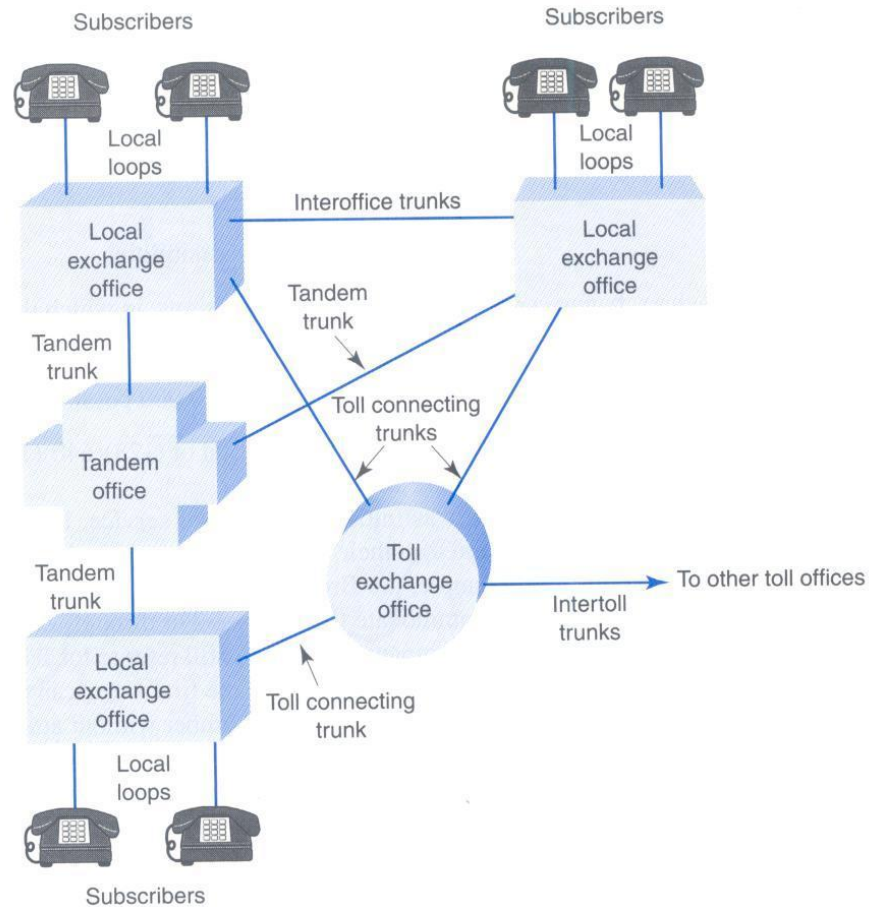 Subscribers
Subscribers
Local
loops
Local
loops
Interoffice trunks
Local
exchange
office
Local
exchange
office
Tandem
trunk
Tandem
trunk
Toll connecting
trunks
Tandem
office
Toll
exchange
office
Tandem
trunk
To other toll offices
Intertoll
trunks
Local
exchange
office
Toll connecting
trunk
Local
loops
Subscribers